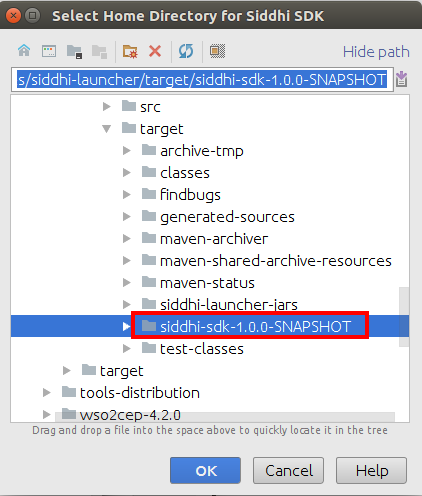 Select Home Directory for Siddhi SDK
Hide path
s/siddhi-launcher/target/siddhi-sdk-1.0.0-SNAPSHOT
src
target
archive-tmp
classes
findbugs
generated-sources
maven-archiver
maven-shared-archive-resources
maven-status
siddhi-launcher-jars
siddhi-sdk-1.0.0-SNAPSHOT
test-classes
target
tools-distribution
wso2cep-4.2.0
Drag and drop a file into the space above to quickly locate it in the tree
OK
Cancel
Help